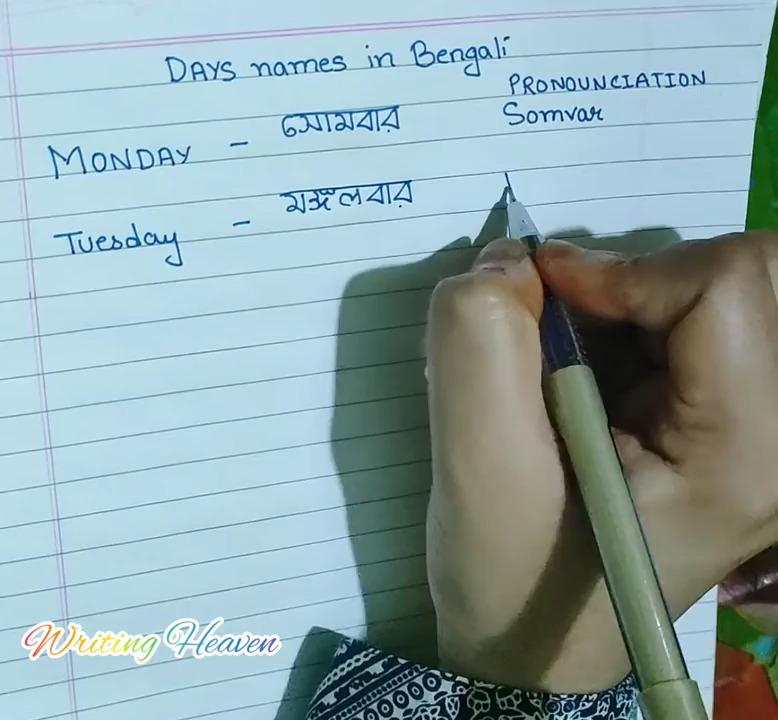 DAYS names in Bengali
PRONOUNCIATION
MONDAY - সোমবার Somvar
Tuesday - মঙ্গলবার
Writing Heaven